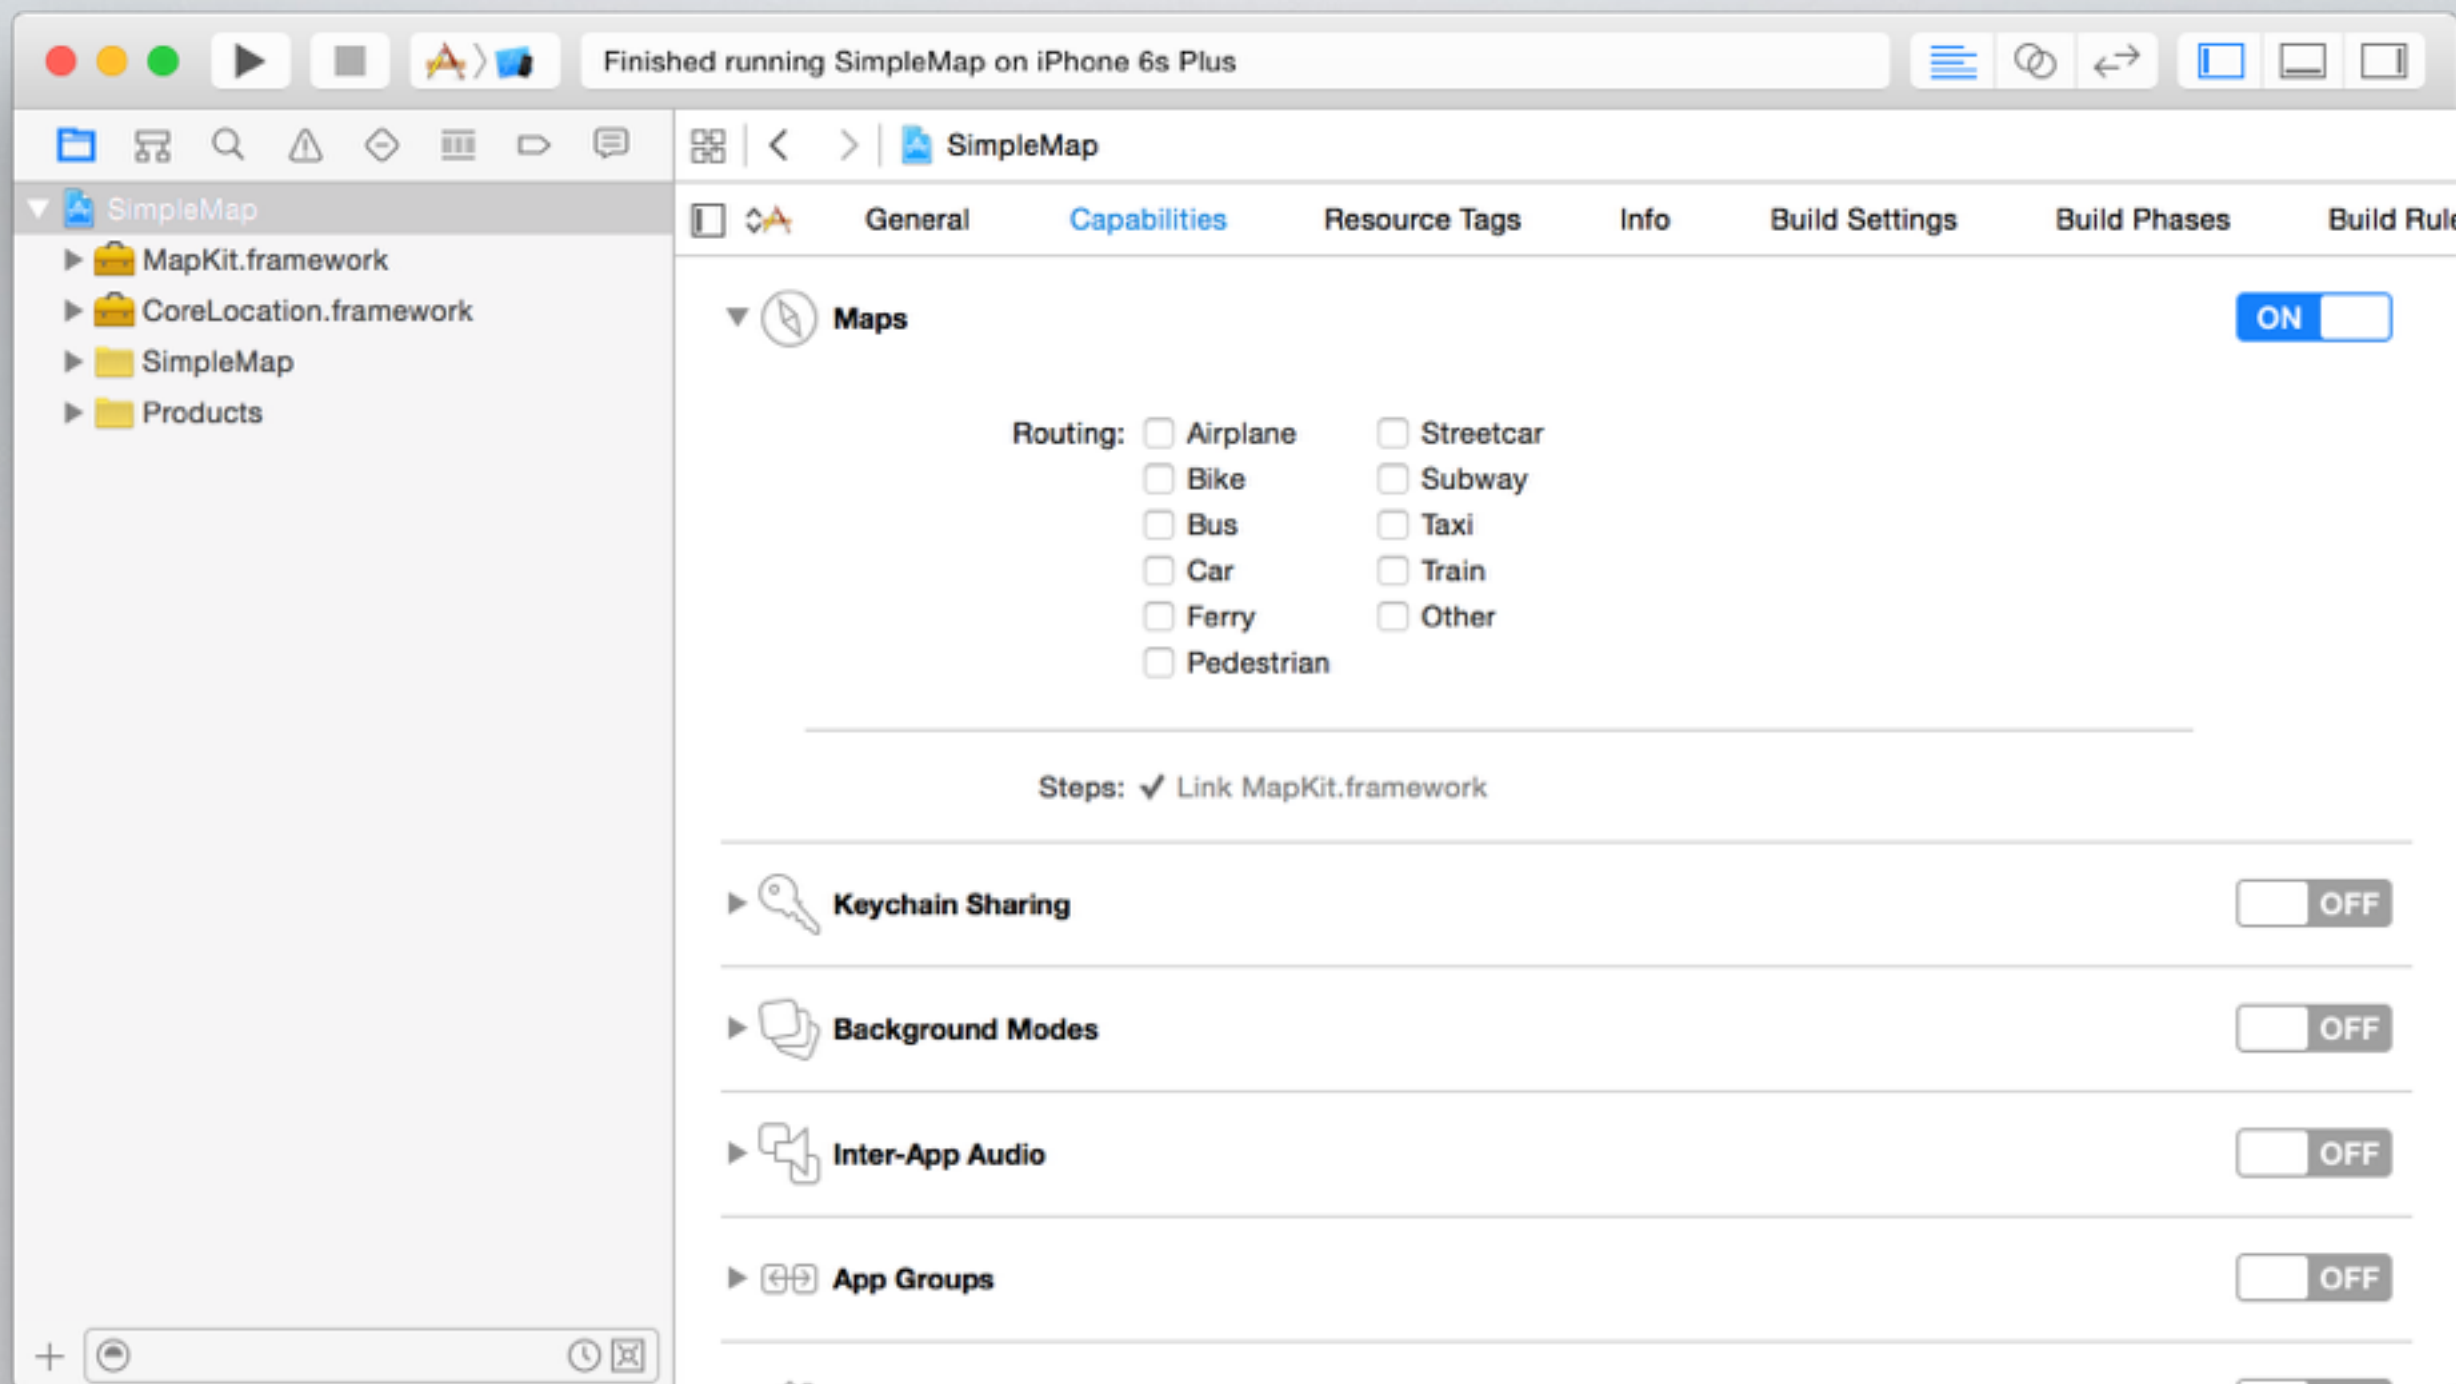 Finished running SimpleMap on iPhone 6s Plus
SimpleMap
SimpleMap
MapKit.framework
CoreLocation.framework
SimpleMap
Products
General Capabilities Resource Tags Info Build Settings Build Phases Build Rule
Maps ON
Routing: Airplane Streetcar
Bike Subway
Bus Taxi
Car Train
Ferry Other
Pedestrian
Steps: ✓ Link MapKit.framework
Keychain Sharing OFF
Background Modes OFF
Inter-App Audio OFF
App Groups OFF